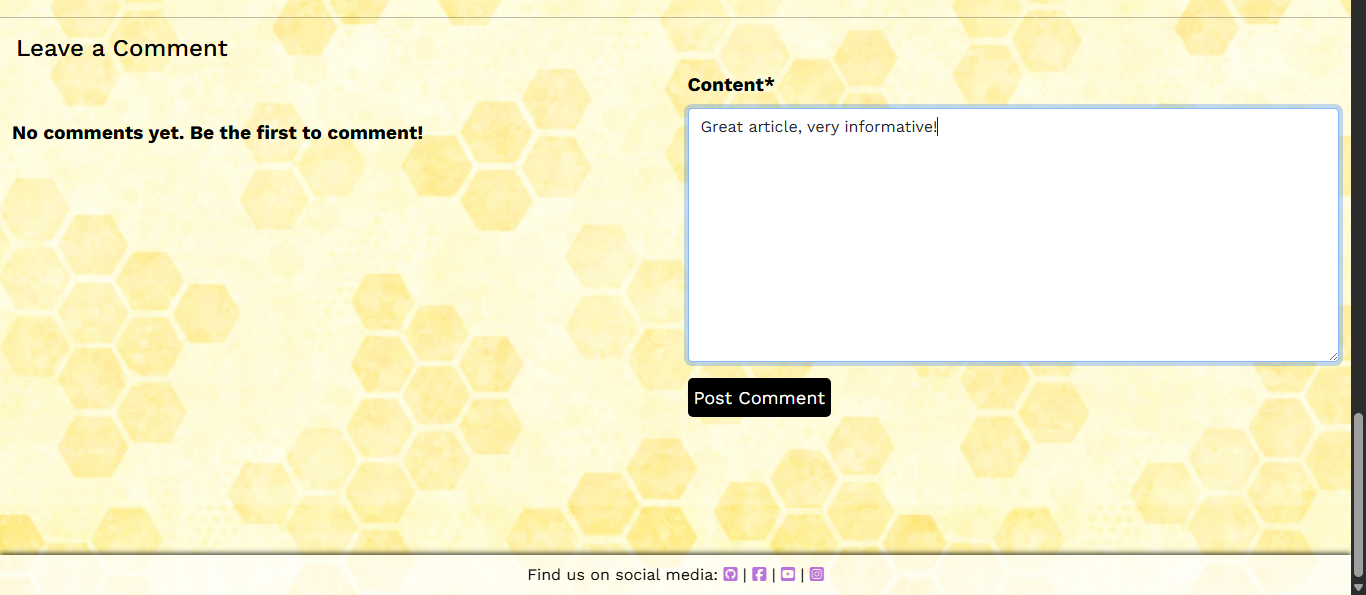 Leave a Comment
No comments yet. Be the first to comment!
Content*
Great article, very informative!
Post Comment
Find us on social media: | | |